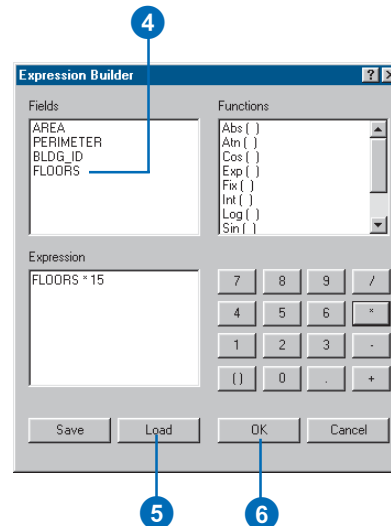 4
Expression Builder
Fields
Functions
AREA
PERIMETER
BLDG_ID
FLOORS
Abs ( )
Atn ( )
Cos ( )
Exp ( )
Fix ( )
Int ( )
Log ( )
Sin ( )
Expression
FLOORS * 15
7 8 9 /
4 5 6 *
1 2 3 -
( ) 0 . +
Save Load OK Cancel
5 6